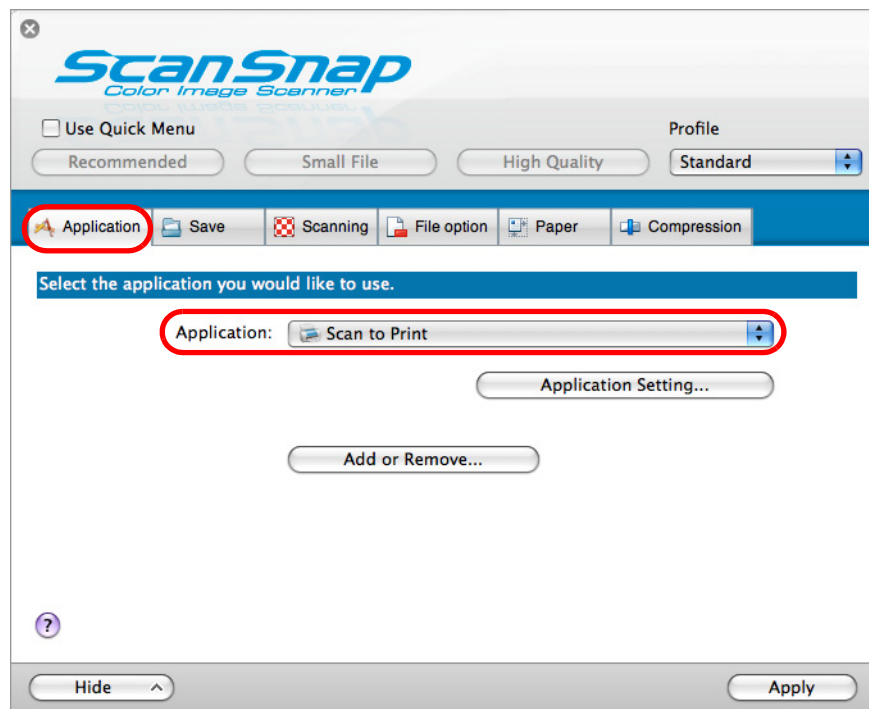 ScanSnap
Color Image Scanner
Use Quick Menu
Profile
Recommended Small File High Quality Standard
Application Save Scanning File option Paper Compression
Select the application you would like to use.
Application: Scan to Print
Application Setting...
Add or Remove...
?
Hide Apply